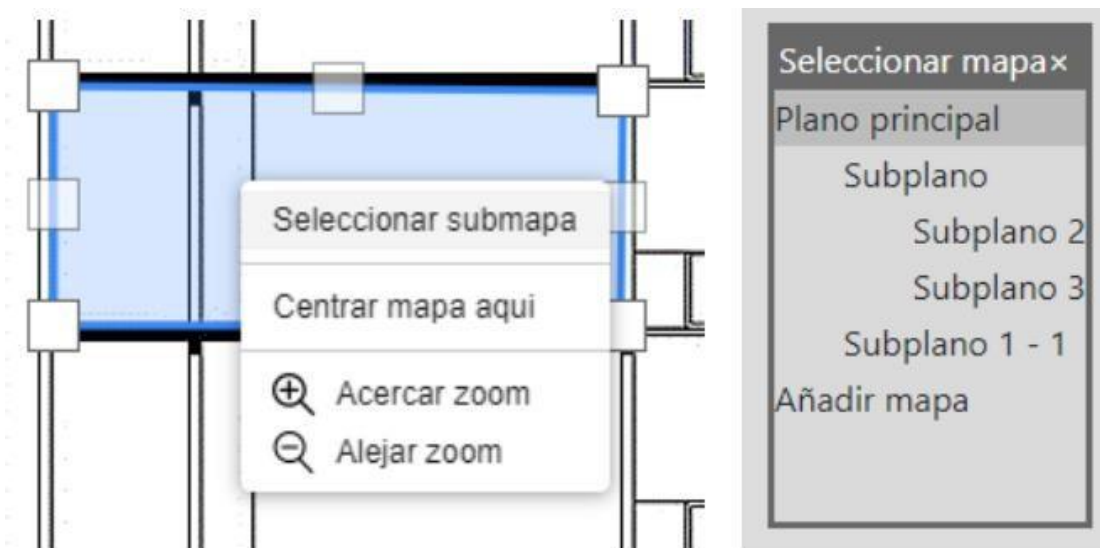 Seleccionar submapa
Centrar mapa aqui
Acercar zoom
Alejar zoom
Seleccionar mapa×
Plano principal
Subplano
Subplano 2
Subplano 3
Subplano 1 - 1
Añadir mapa